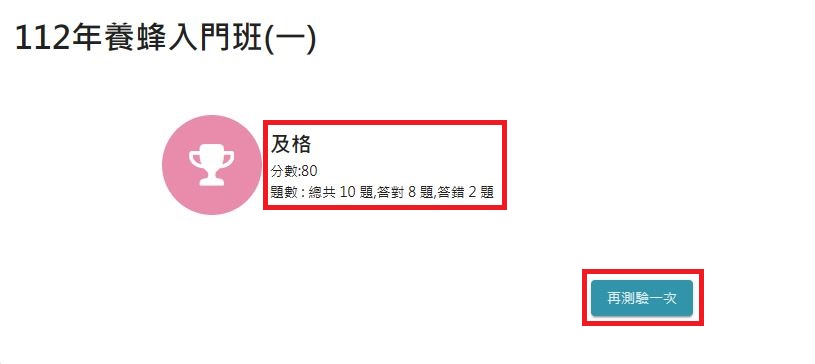 112年養蜂入門班(一)
及格
分數:80
題數 : 總共 10 題,答對 8 題,答錯 2 題
再測驗一次